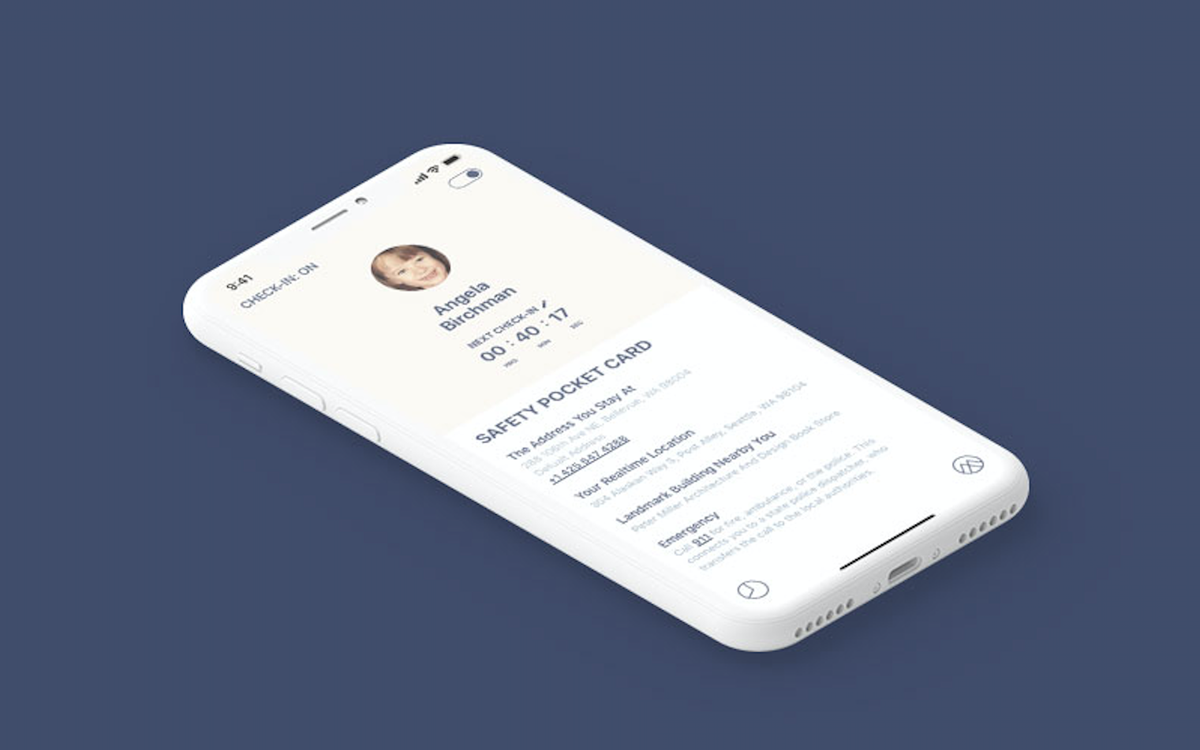 9:41
CHECK-IN: ON
Angela
Birchman
NEXT CHECK-IN
00 : 40 : 17
HRS MIN SEC
SAFETY POCKET CARD
The Address You Stay At
288 106th Ave NE, Bellevue, WA 98004
Defualt Address
+1 425 647 4288
Your Realtime Location
304 Alaskan Way S, Post Alley, Seattle, WA 98104
Landmark Building Nearby You
Peter Miller Architecture And Design Book Store
Emergency
Call 911 for fire, ambulance, or the police. This
connects you to a state police dispatcher, who
transfers the call to the local authorities.